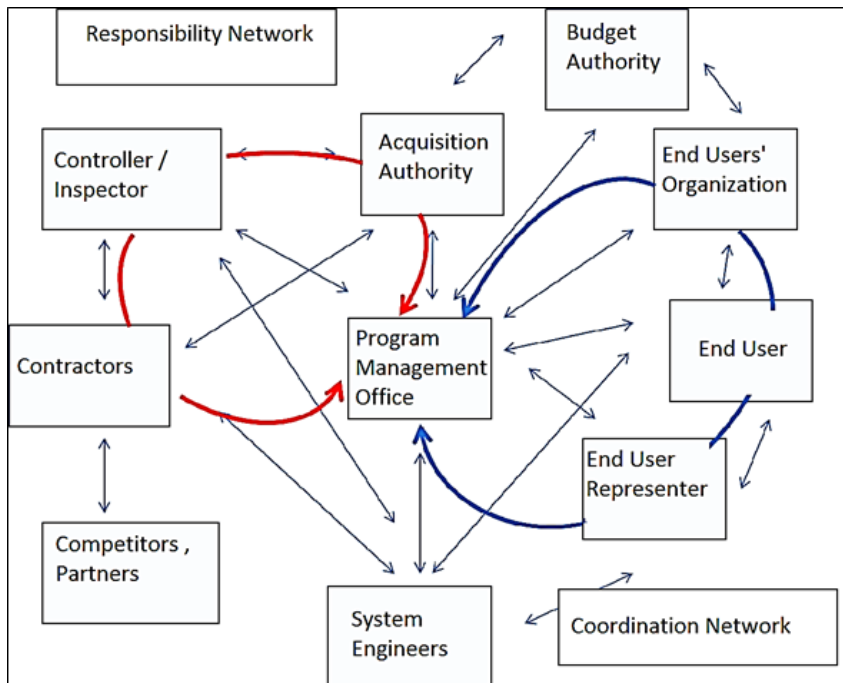 Responsibility Network
Budget
Authority
Controller /
Inspector
Acquisition
Authority
End Users'
Organization
Contractors
Program
Management
Office
End User
End User
Representer
Competitors ,
Partners
System
Engineers
Coordination Network